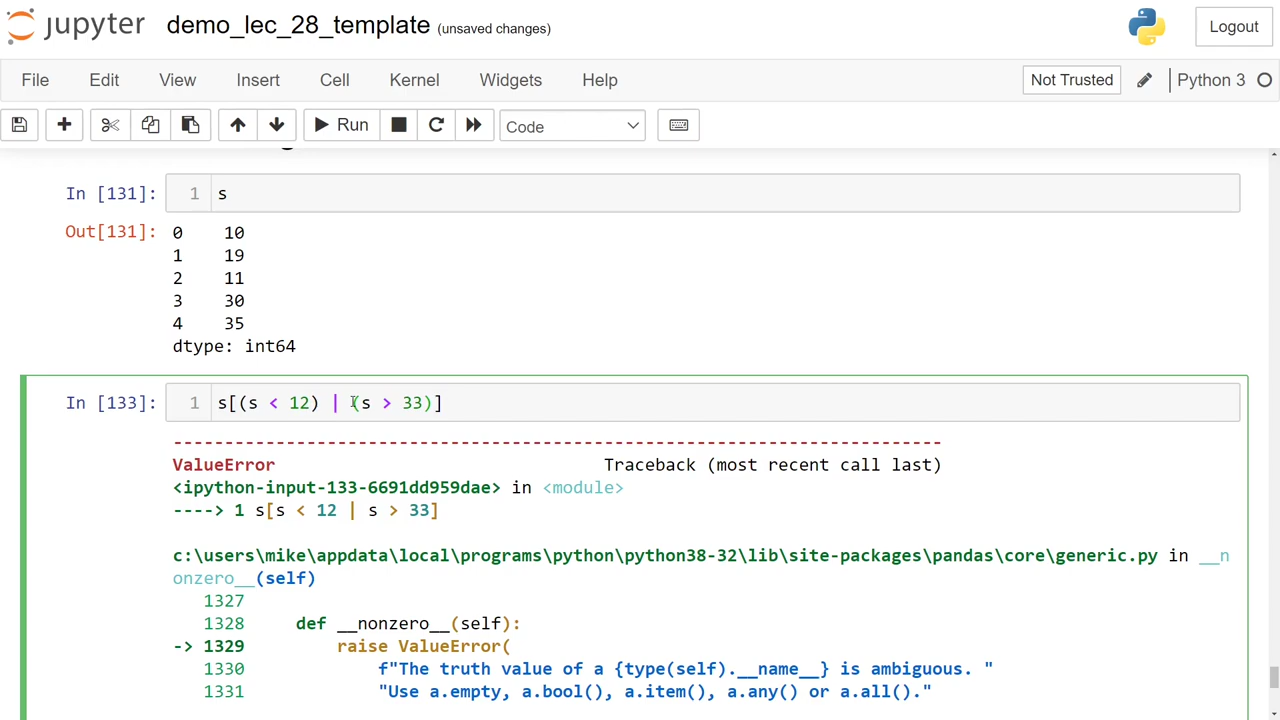 jupyter demo_lec_28_template (unsaved changes) Logout
File Edit View Insert Cell Kernel Widgets Help Not Trusted Python 3
Run Code
In [131]: 1 s
Out[131]: 0 10
1 19
2 11
3 30
4 35
dtype: int64
In [133]: 1 s[(s < 12) | (s > 33)]
---------------------------------------------------------------------------
ValueError Traceback (most recent call last)
<ipython-input-133-6691dd959dae> in <module>
----> 1 s[s < 12 | s > 33]
c:\users\mike\appdata\local\programs\python\python38-32\lib\site-packages\pandas\core\generic.py in __n
onzero__(self)
1327
1328 def __nonzero__(self):
-> 1329 raise ValueError(
1330 f"The truth value of a {type(self).__name__} is ambiguous. "
1331 "Use a.empty, a.bool(), a.item(), a.any() or a.all()."